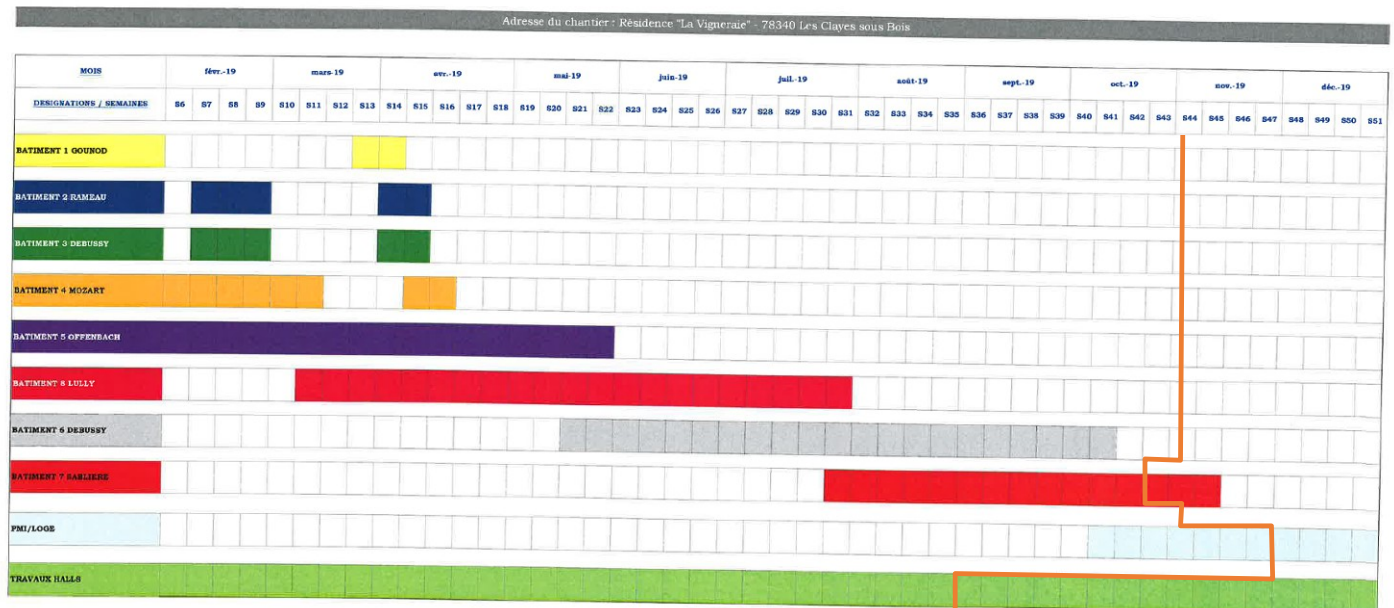 Adresse du chantier : Résidence "La Vigneraie" - 78340 Les Clayes sous Bois
MOIS févr.-19 mars-19 avr.-19 mai-19 juin-19 juil.-19 août-19 sept.-19 oct.-19 nov.-19 déc.-19
DESIGNATIONS / SEMAINES S6 S7 S8 S9 S10 S11 S12 S13 S14 S15 S16 S17 S18 S19 S20 S21 S22 S23 S24 S25 S26 S27 S28 S29 S30 S31 S32 S33 S34 S35 S36 S37 S38 S39 S40 S41 S42 S43 S44 S45 S46 S47 S48 S49 S50 S51
BATIMENT 1 GOUNOD
BATIMENT 2 RAMEAU
BATIMENT 3 DEBUSSY
BATIMENT 4 MOZART
BATIMENT 5 OFFENBACH
BATIMENT 8 LULLY
BATIMENT 6 DEBUSSY
BATIMENT 7 SABLIERE
PMI/LOGE
TRAVAUX HALLS